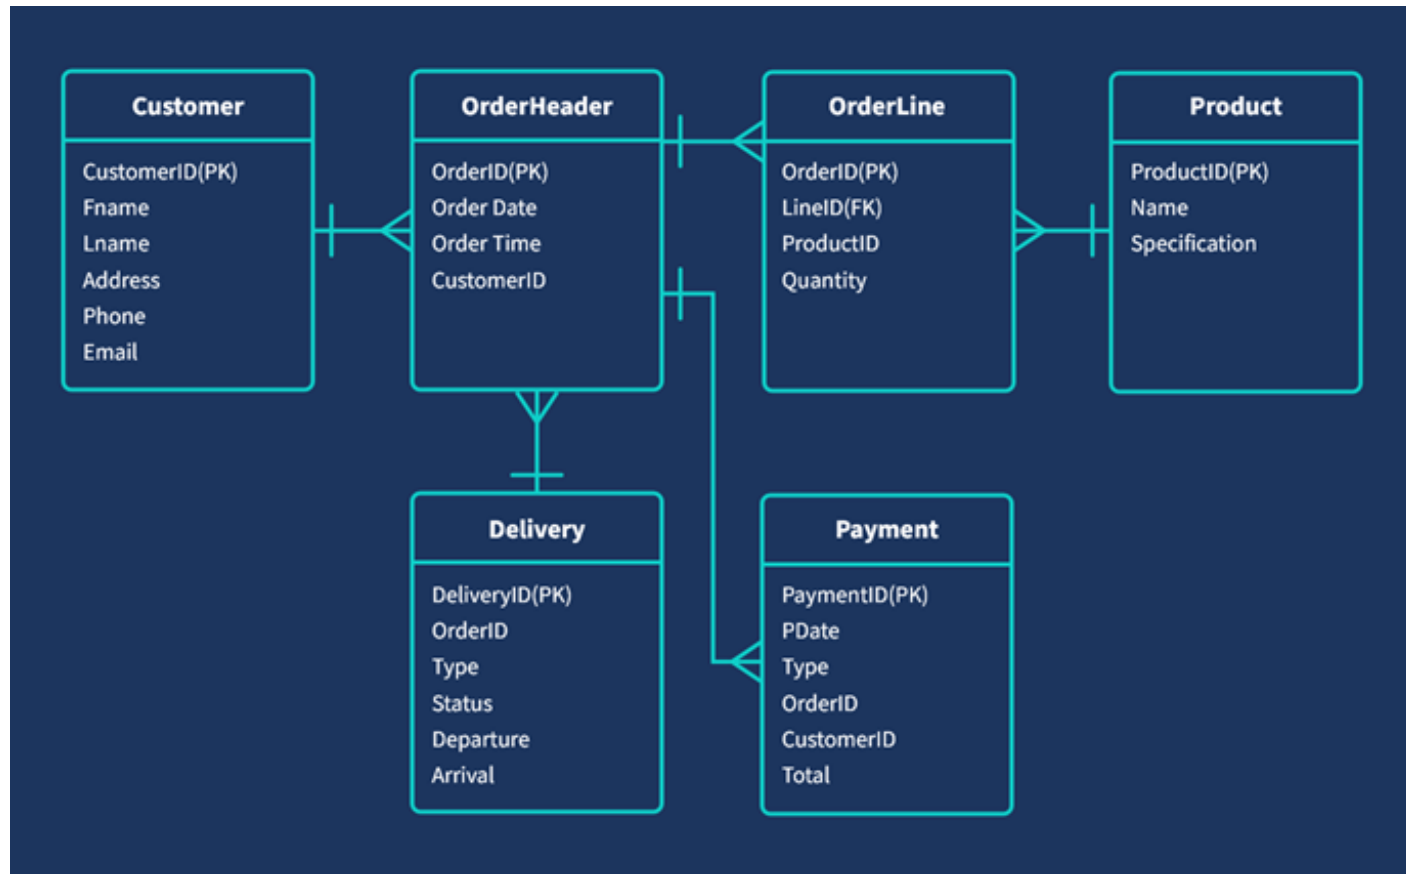 Customer
CustomerID(PK)
Fname
Lname
Address
Phone
Email
OrderHeader
OrderID(PK)
Order Date
Order Time
CustomerID
OrderLine
OrderID(PK)
LineID(FK)
ProductID
Quantity
Product
ProductID(PK)
Name
Specification
Delivery
DeliveryID(PK)
OrderID
Type
Status
Departure
Arrival
Payment
PaymentID(PK)
PDate
Type
OrderID
CustomerID
Total